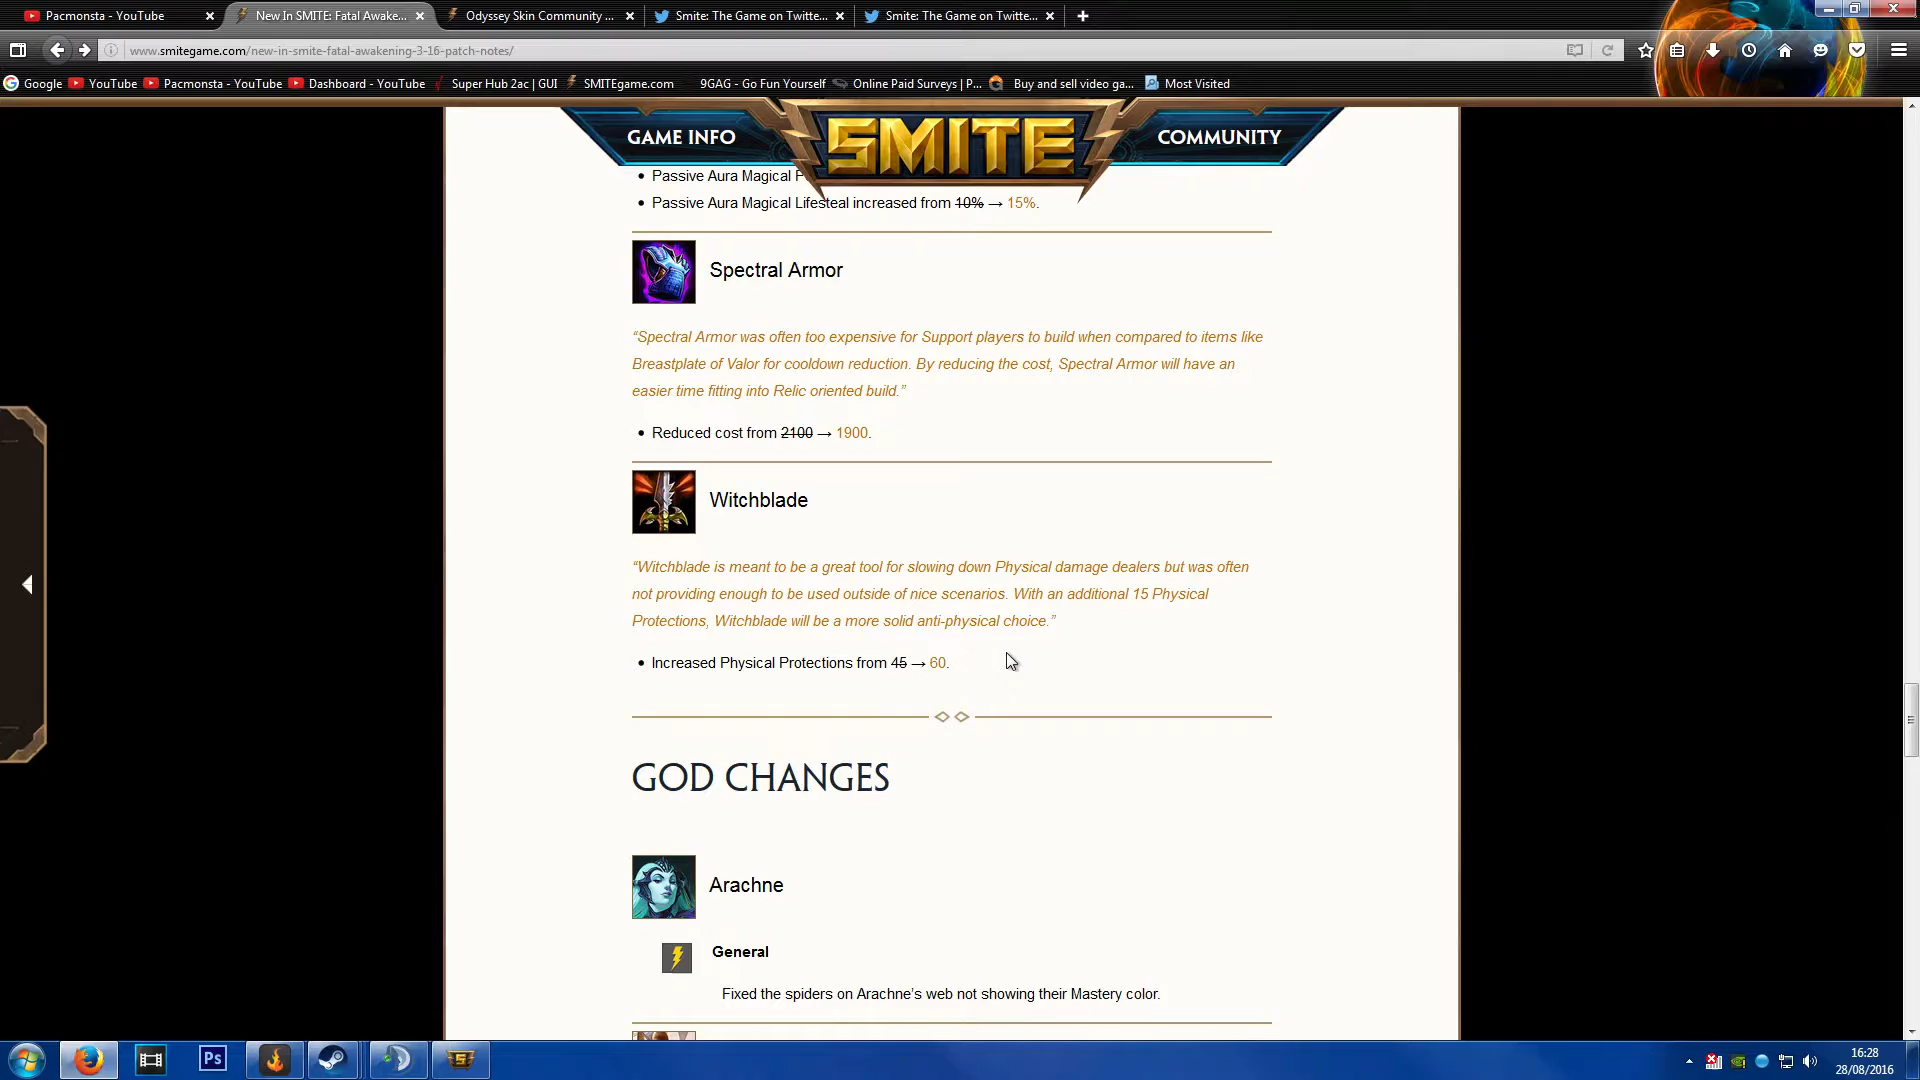 Pacmonsta - YouTube
New In SMITE: Fatal Awake...
Odyssey Skin Community ...
Smite: The Game on Twitte...
Smite: The Game on Twitte...
www.smitegame.com/new-in-smite-fatal-awakening-3-16-patch-notes/
Google
YouTube
Pacmonsta - YouTube
Dashboard - YouTube
Super Hub 2ac | GUI
SMITEgame.com
9GAG - Go Fun Yourself
Online Paid Surveys | P...
Buy and sell video ga...
Most Visited
GAME INFO
SMITE
COMMUNITY
• Passive Aura Magical
• Passive Aura Magical Lifesteal increased from 10% → 15%.
Spectral Armor
“Spectral Armor was often too expensive for Support players to build when compared to items like
Breastplate of Valor for cooldown reduction. By reducing the cost, Spectral Armor will have an
easier time fitting into Relic oriented build.”
• Reduced cost from 2100 → 1900.
Witchblade
“Witchblade is meant to be a great tool for slowing down Physical damage dealers but was often
not providing enough to be used outside of nice scenarios. With an additional 15 Physical
Protections, Witchblade will be a more solid anti-physical choice.”
• Increased Physical Protections from 45 → 60.
GOD CHANGES
Arachne
General
Fixed the spiders on Arachne’s web not showing their Mastery color.
Ps
16:28
28/08/2016